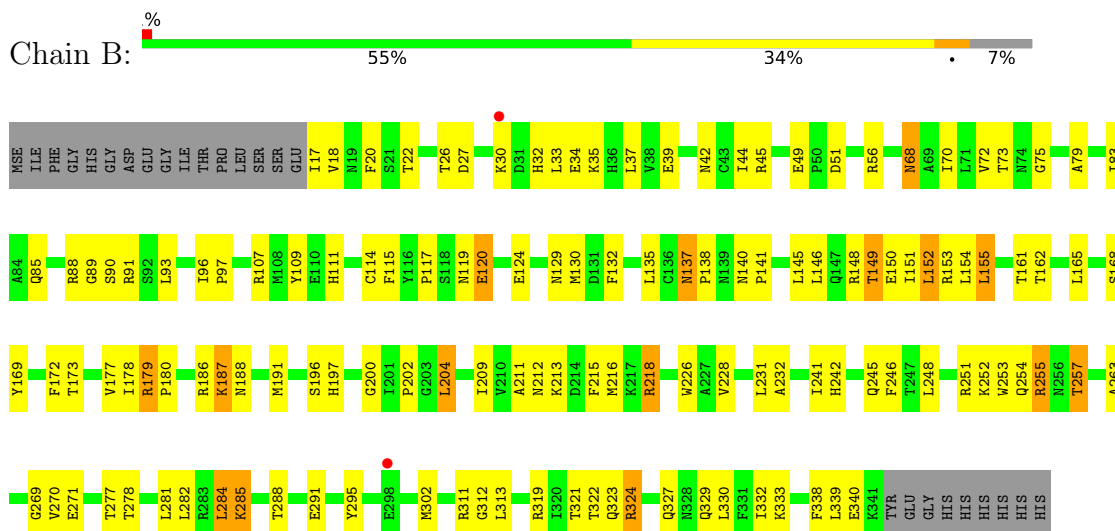 %
Chain B:
55% 34% • 7%
MSE ILE PHE GLY HIS GLY ASP GLU GLY ILE THR PRO LEU SER SER GLU I17 V18 N19 F20 S21 T22 T26 D27 K30 D31 H32 L33 E34 K35 H36 L37 V38 E39 N42 C43 I44 R45 E49 P50 D51 R56 N68 A69 I70 L71 V72 T73 N74 G75 A79
A84 Q85 R88 G89 S90 R91 S92 L93 I96 P97 R107 M108 Y109 E110 H111 C114 F115 Y116 P117 S118 N119 E120 E124 N129 M130 D131 F132 L135 C136 N137 P138 N139 N140 P141 L145 L146 Q147 R148 T149 E150 I151 L152 R153 L154 L155 T161 T162 L165 S168
Y169 F172 T173 V177 I178 R179 P180 R186 K187 N188 M191 S196 H197 G200 I201 P202 G203 L204 I209 V210 A211 N212 K213 D214 F215 M216 K217 R218 W226 A227 V228 L231 A232 I241 H242 Q245 F246 T247 L248 R251 K252 W253 Q254 R255 N256 T257 A263
G269 V270 E271 T277 T278 L281 L282 R283 L284 K285 T288 E291 Y295 E298 M302 R311 G312 L313 R319 I320 T321 T322 Q323 R324 Q327 N328 Q329 L330 F331 I332 K333 F338 L339 E340 K341 TYR GLU GLY HIS HIS HIS HIS HIS HIS